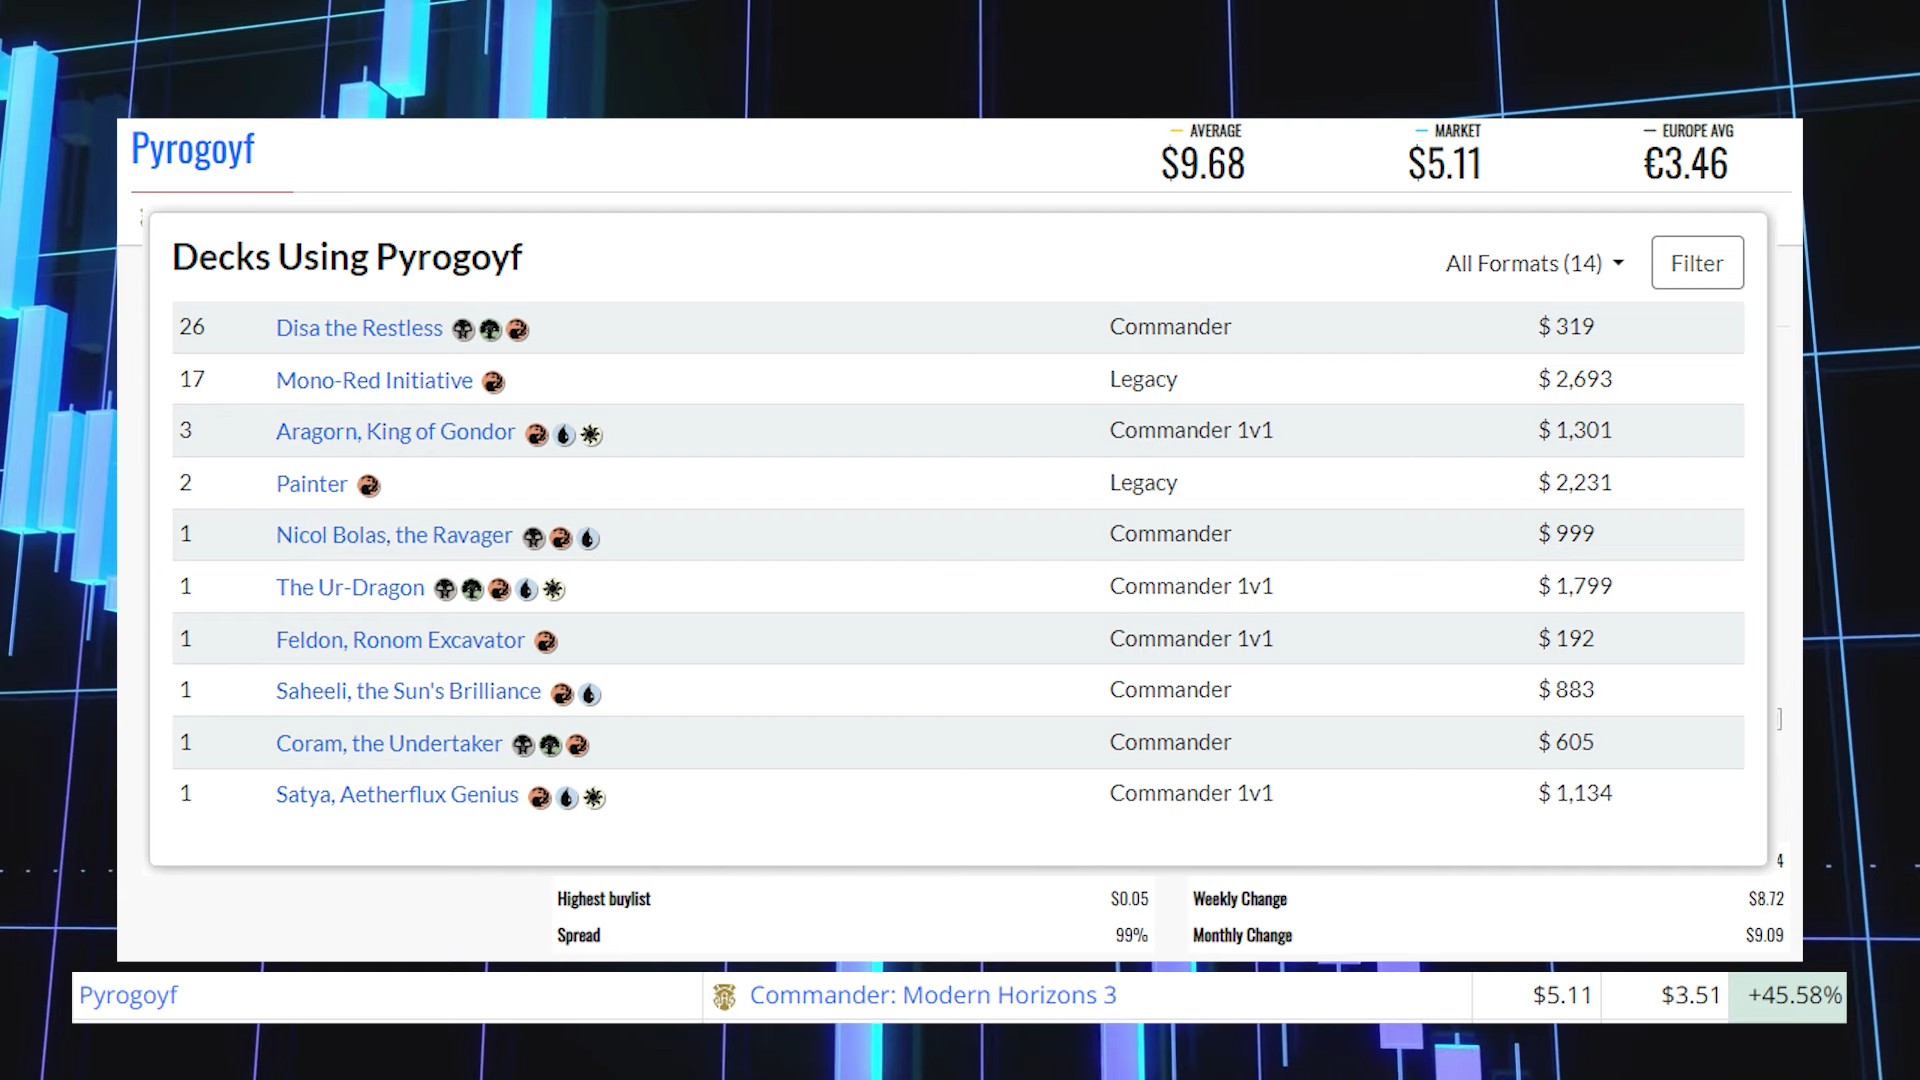 Pyrogoyf
AVERAGE
$9.68
MARKET
$5.11
EUROPE AVG
€3.46
Decks Using Pyrogoyf
All Formats (14)
Filter
26 Disa the Restless Commander $ 319
17 Mono-Red Initiative Legacy $ 2,693
3 Aragorn, King of Gondor Commander 1v1 $ 1,301
2 Painter Legacy $ 2,231
1 Nicol Bolas, the Ravager Commander $ 999
1 The Ur-Dragon Commander 1v1 $ 1,799
1 Feldon, Ronom Excavator Commander 1v1 $ 192
1 Saheeli, the Sun's Brilliance Commander $ 883
1 Coram, the Undertaker Commander $ 605
1 Satya, Aetherflux Genius Commander 1v1 $ 1,134
4
Highest buylist $0.05 Weekly Change $8.72
Spread 99% Monthly Change $9.09
Pyrogoyf Commander: Modern Horizons 3 $5.11 $3.51 +45.58%